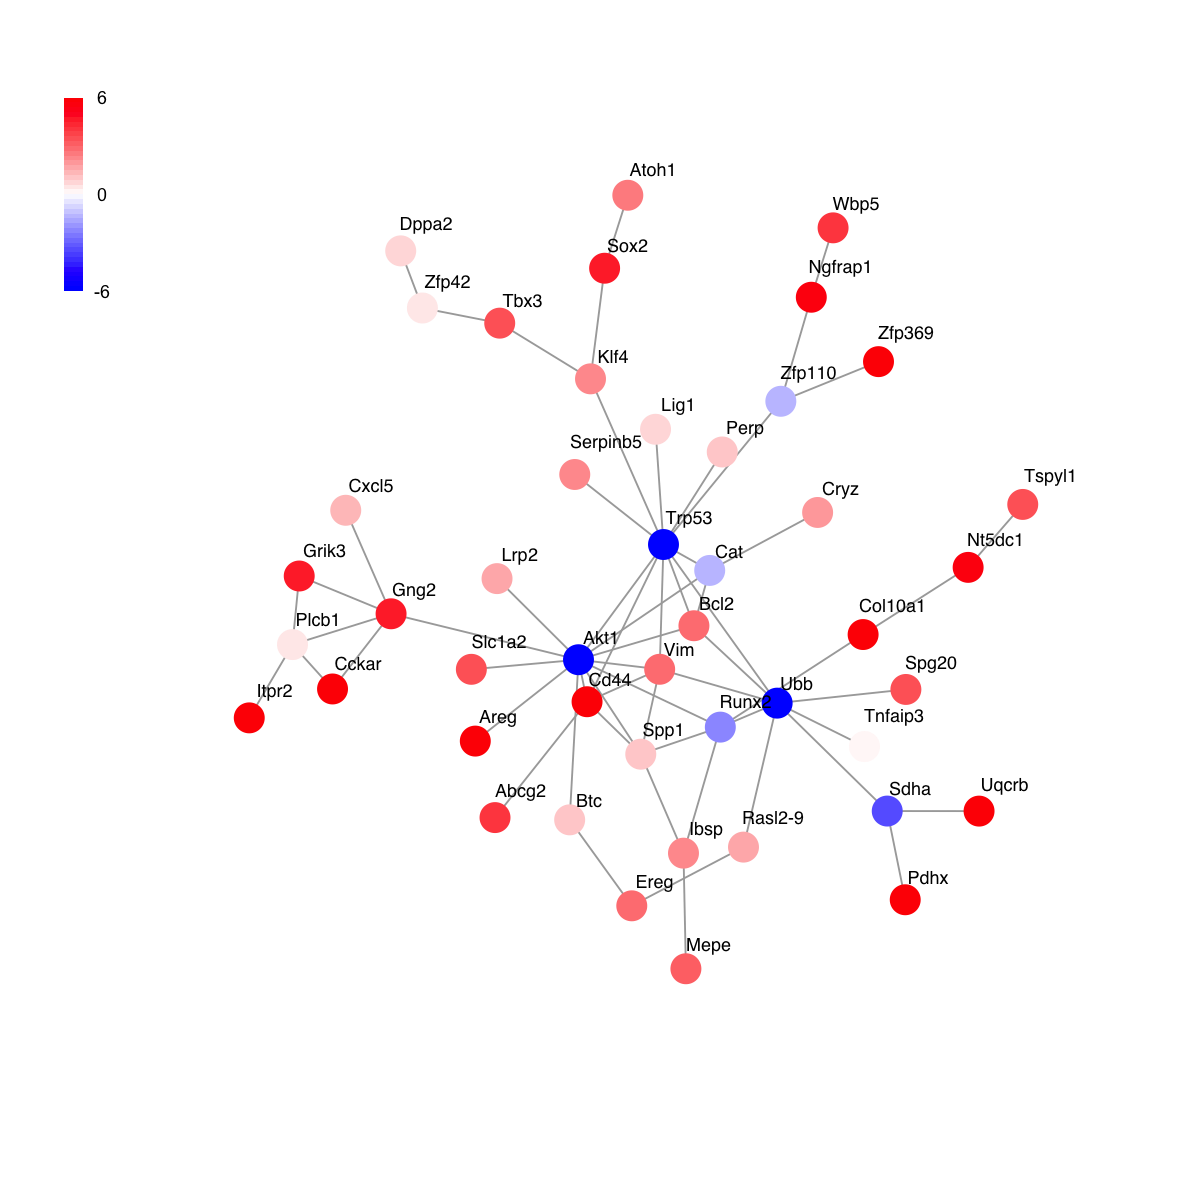 6
0
-6
Atoh1
Wbp5
Dppa2
Sox2
Ngfrap1
Zfp42
Tbx3
Zfp369
Klf4
Zfp110
Lig1
Perp
Serpinb5
Tspyl1
Cxcl5
Cryz
Trp53
Nt5dc1
Grik3
Lrp2
Cat
Gng2
Bcl2
Col10a1
Plcb1
Slc1a2
Akt1
Vim
Cckar
Spg20
Cd44
Ubb
Itpr2
Runx2
Areg
Tnfaip3
Spp1
Sdha
Uqcrb
Abcg2
Btc
Rasl2-9
Ibsp
Pdhx
Ereg
Mepe